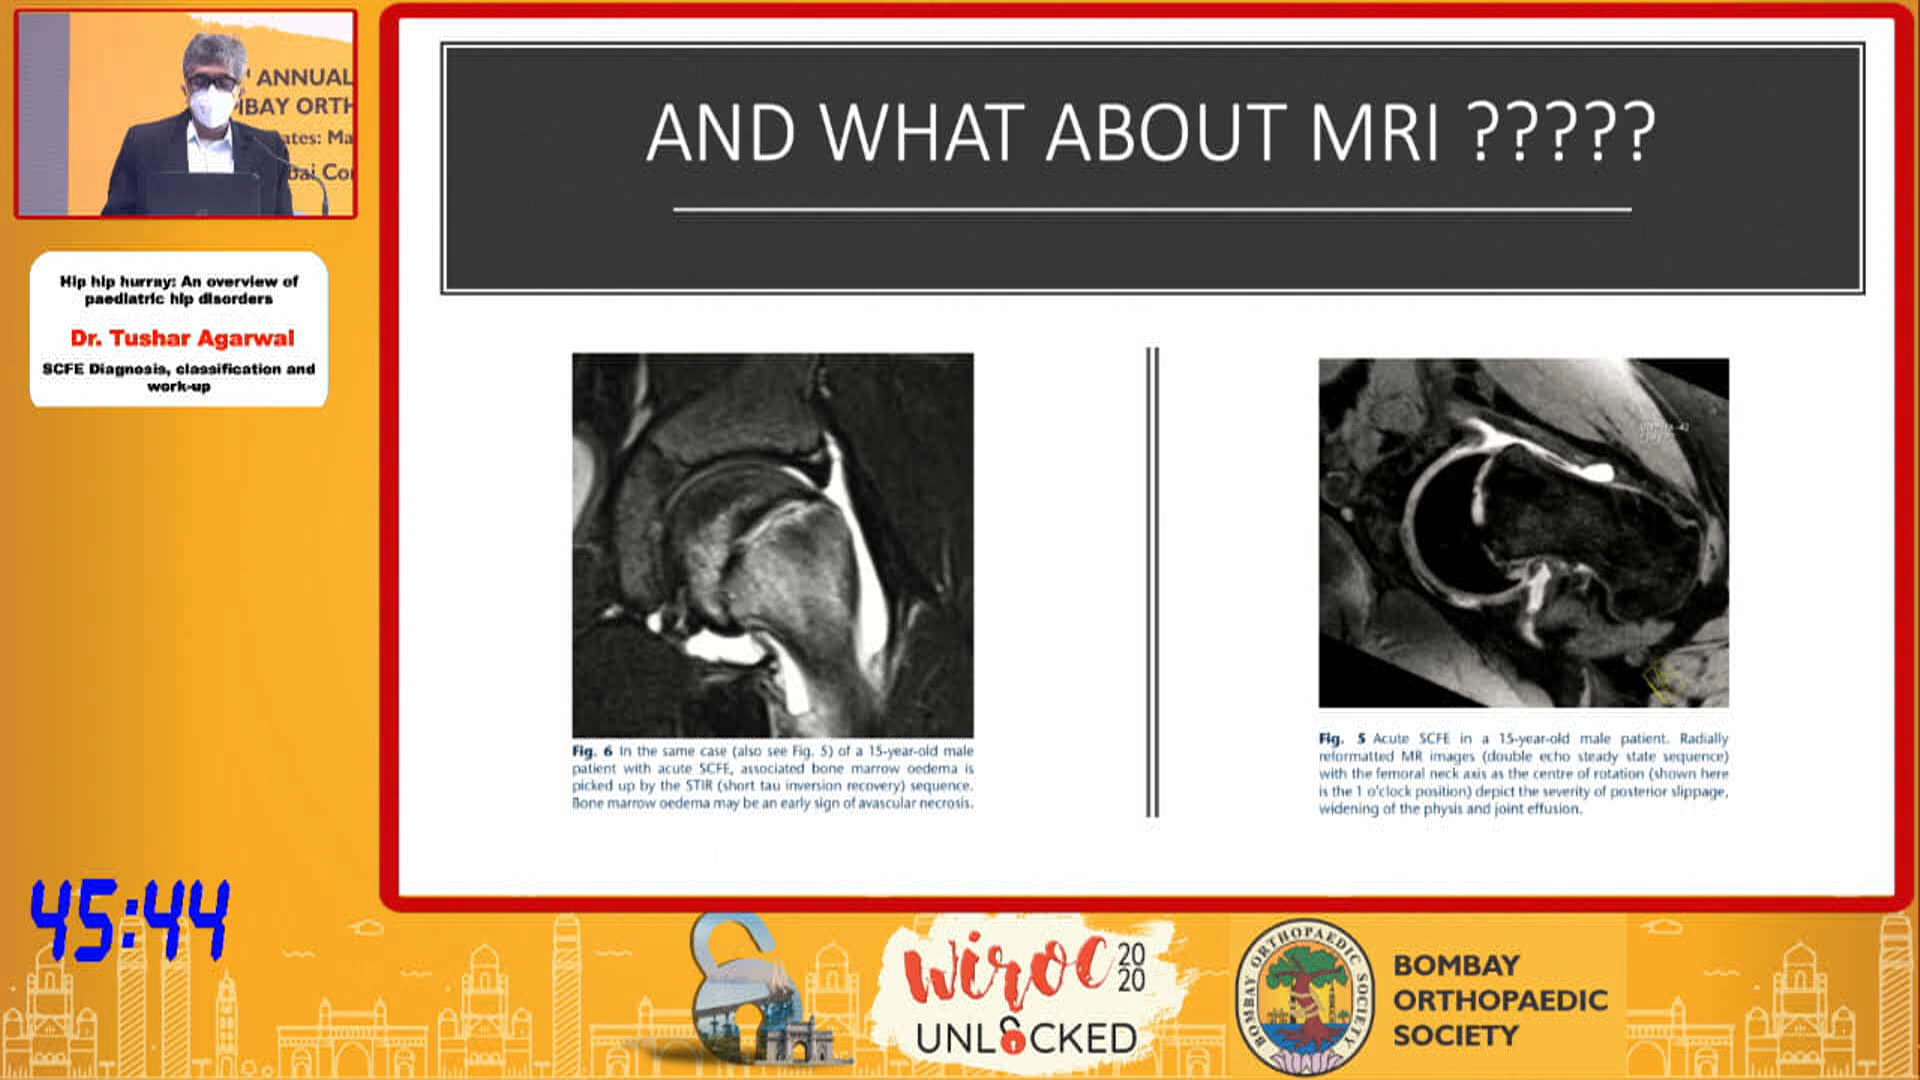 ' ANNUAL
IBAY ORTH
ates: Ma
bai Co
Hip hip hurray: An overview of
paediatric hip disorders
Dr. Tushar Agarwal
SCFE Diagnosis, classification and
work-up
AND WHAT ABOUT MRI ?????
Fig. 6 In the same case (also see Fig. 5) of a 15-year-old male
patient with acute SCFE, associated bone marrow oedema is
picked up by the STIR (short tau inversion recovery) sequence.
Bone marrow oedema may be an early sign of avascular necrosis.
Fig. 5 Acute SCFE in a 15-year-old male patient. Radially
reformatted MR images (double echo steady state sequence)
with the femoral neck axis as the centre of rotation (shown here
is the 1 o'clock position) depict the severity of posterior slippage,
widening of the physis and joint effusion.
45:44
WIROC 20
20
UNLOCKED
BOMBAY ORTHOPAEDIC SOCIETY
BOMBAY
ORTHOPAEDIC
SOCIETY